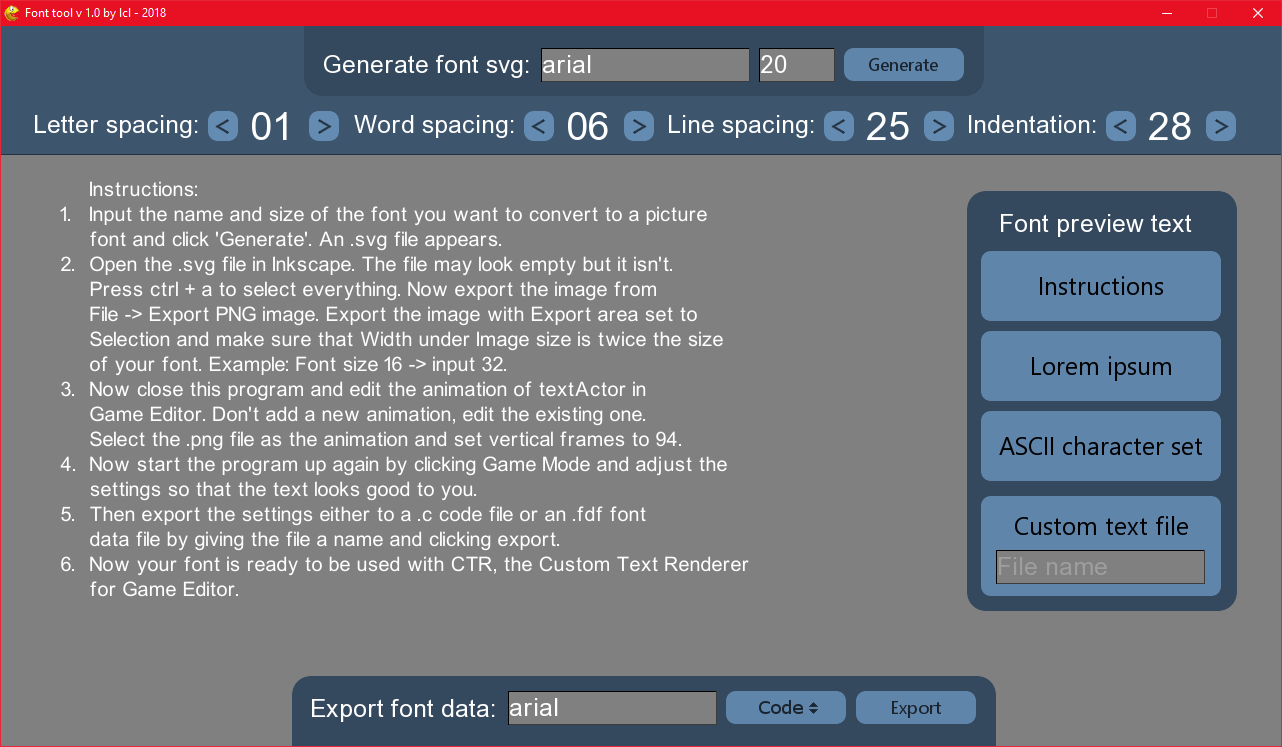 Font tool v 1.0 by lcl - 2018
Generate font svg: arial 20 Generate
Letter spacing: < 01 > Word spacing: < 06 > Line spacing: < 25 > Indentation: < 28 >
Instructions:
1. Input the name and size of the font you want to convert to a picture
font and click 'Generate'. An .svg file appears.
2. Open the .svg file in Inkscape. The file may look empty but it isn't.
Press ctrl + a to select everything. Now export the image from
File -> Export PNG image. Export the image with Export area set to
Selection and make sure that Width under Image size is twice the size
of your font. Example: Font size 16 -> input 32.
3. Now close this program and edit the animation of textActor in
Game Editor. Don't add a new animation, edit the existing one.
Select the .png file as the animation and set vertical frames to 94.
4. Now start the program up again by clicking Game Mode and adjust the
settings so that the text looks good to you.
5. Then export the settings either to a .c code file or an .fdf font
data file by giving the file a name and clicking export.
6. Now your font is ready to be used with CTR, the Custom Text Renderer
for Game Editor.
Font preview text
Instructions
Lorem ipsum
ASCII character set
Custom text file
File name
Export font data: arial Code Export